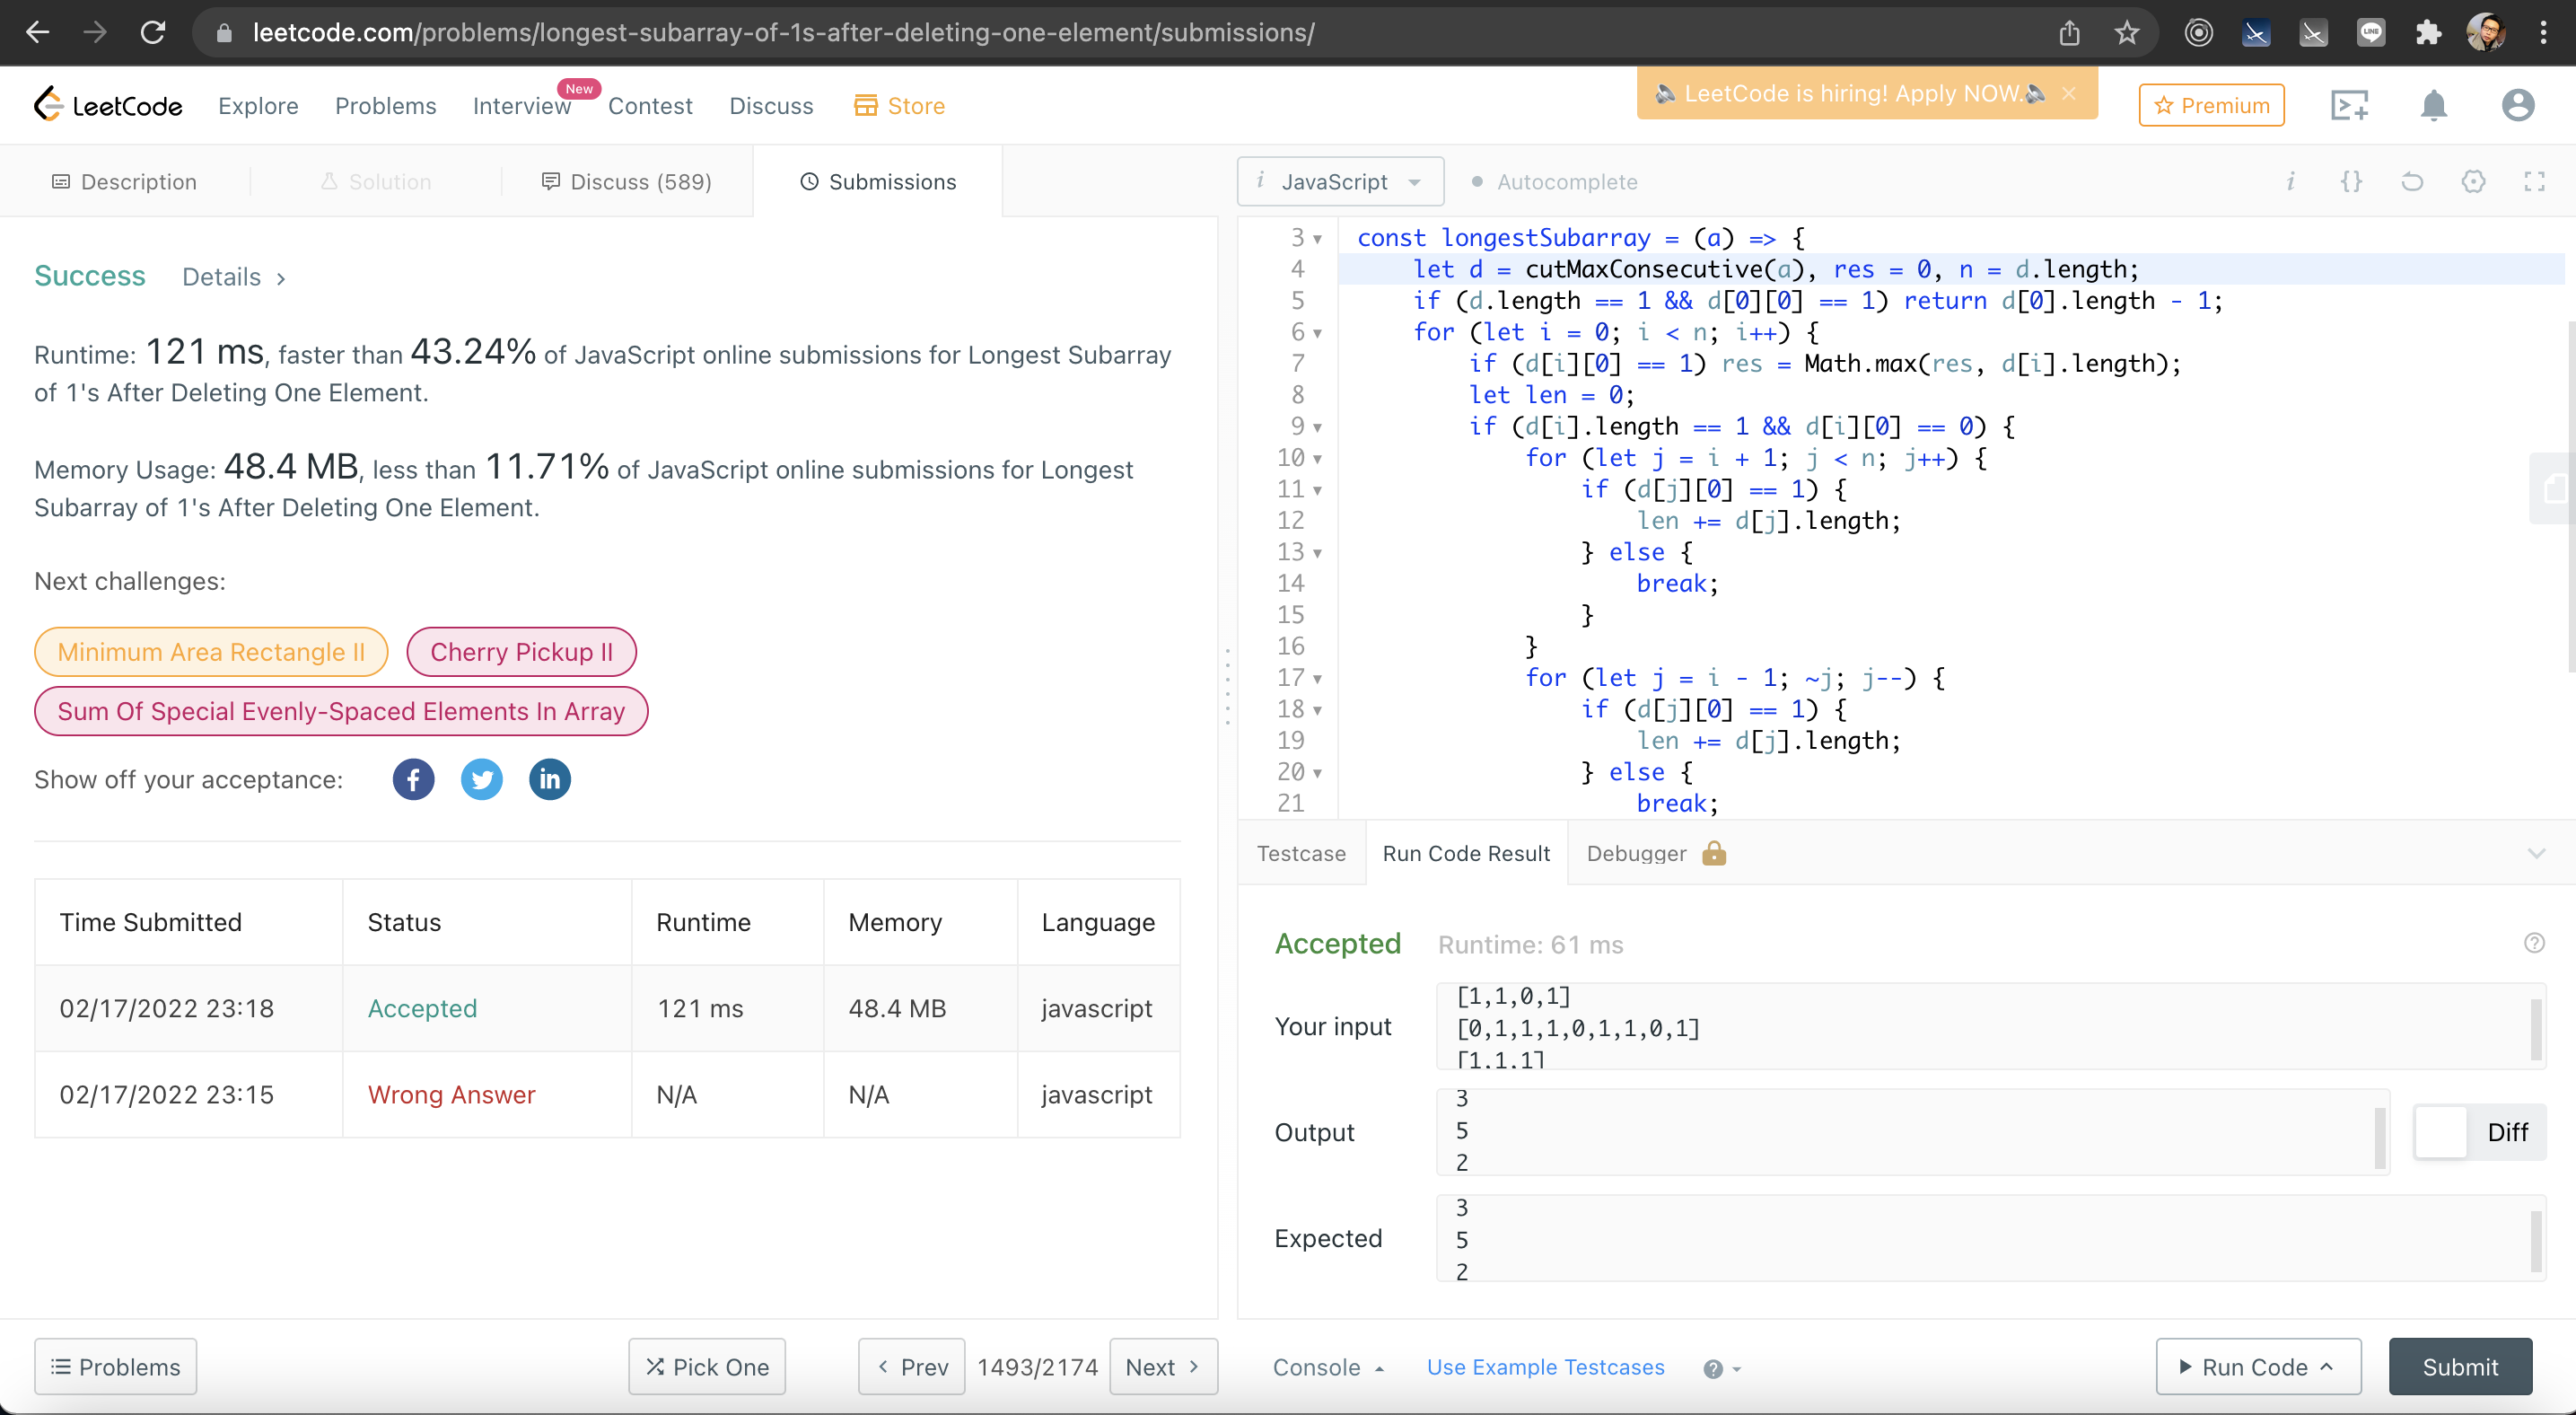 leetcode.com/problems/longest-subarray-of-1s-after-deleting-one-element/submissions/
LINE
LeetCode
Explore
Problems
Interview
New
Contest
Discuss
Store
LeetCode is hiring! Apply NOW.
Premium
Description
Solution
Discuss (589)
Submissions
Success
Details
Runtime: 121 ms, faster than 43.24% of JavaScript online submissions for Longest Subarray
of 1's After Deleting One Element.
Memory Usage: 48.4 MB, less than 11.71% of JavaScript online submissions for Longest
Subarray of 1's After Deleting One Element.
Next challenges:
Minimum Area Rectangle II
Cherry Pickup II
Sum Of Special Evenly-Spaced Elements In Array
Show off your acceptance:
Time Submitted Status Runtime Memory Language
02/17/2022 23:18 Accepted 121 ms 48.4 MB javascript
02/17/2022 23:15 Wrong Answer N/A N/A javascript
Problems
Pick One
Prev
1493/2174
Next
i JavaScript
Autocomplete
i {}
3 const longestSubarray = (a) => {
4 let d = cutMaxConsecutive(a), res = 0, n = d.length;
5 if (d.length == 1 && d[0][0] == 1) return d[0].length - 1;
6 for (let i = 0; i < n; i++) {
7 if (d[i][0] == 1) res = Math.max(res, d[i].length);
8 let len = 0;
9 if (d[i].length == 1 && d[i][0] == 0) {
10 for (let j = i + 1; j < n; j++) {
11 if (d[j][0] == 1) {
12 len += d[j].length;
13 } else {
14 break;
15 }
16 }
17 for (let j = i - 1; ~j; j--) {
18 if (d[j][0] == 1) {
19 len += d[j].length;
20 } else {
21 break;
Testcase
Run Code Result
Debugger
Accepted
Runtime: 61 ms
Your input
[1,1,0,1]
[0,1,1,1,0,1,1,0,1]
[1,1,1]
Output
3
5
2
Diff
Expected
3
5
2
Console
Use Example Testcases
Run Code
Submit